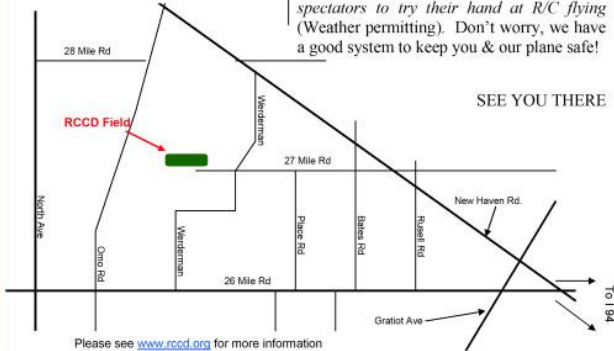 spectators to try their hand at R/C flying
(Weather permitting). Don't worry, we have
a good system to keep you & our plane safe!
SEE YOU THERE
28 Mile Rd
Werderman
RCCD Field
27 Mile Rd
North Ave
Omo Rd
Werderman
Place Rd
Bates Rd
Rusell Rd
New Haven Rd.
26 Mile Rd
To I 94
Gratiot Ave
Please see www.rccd.org for more information